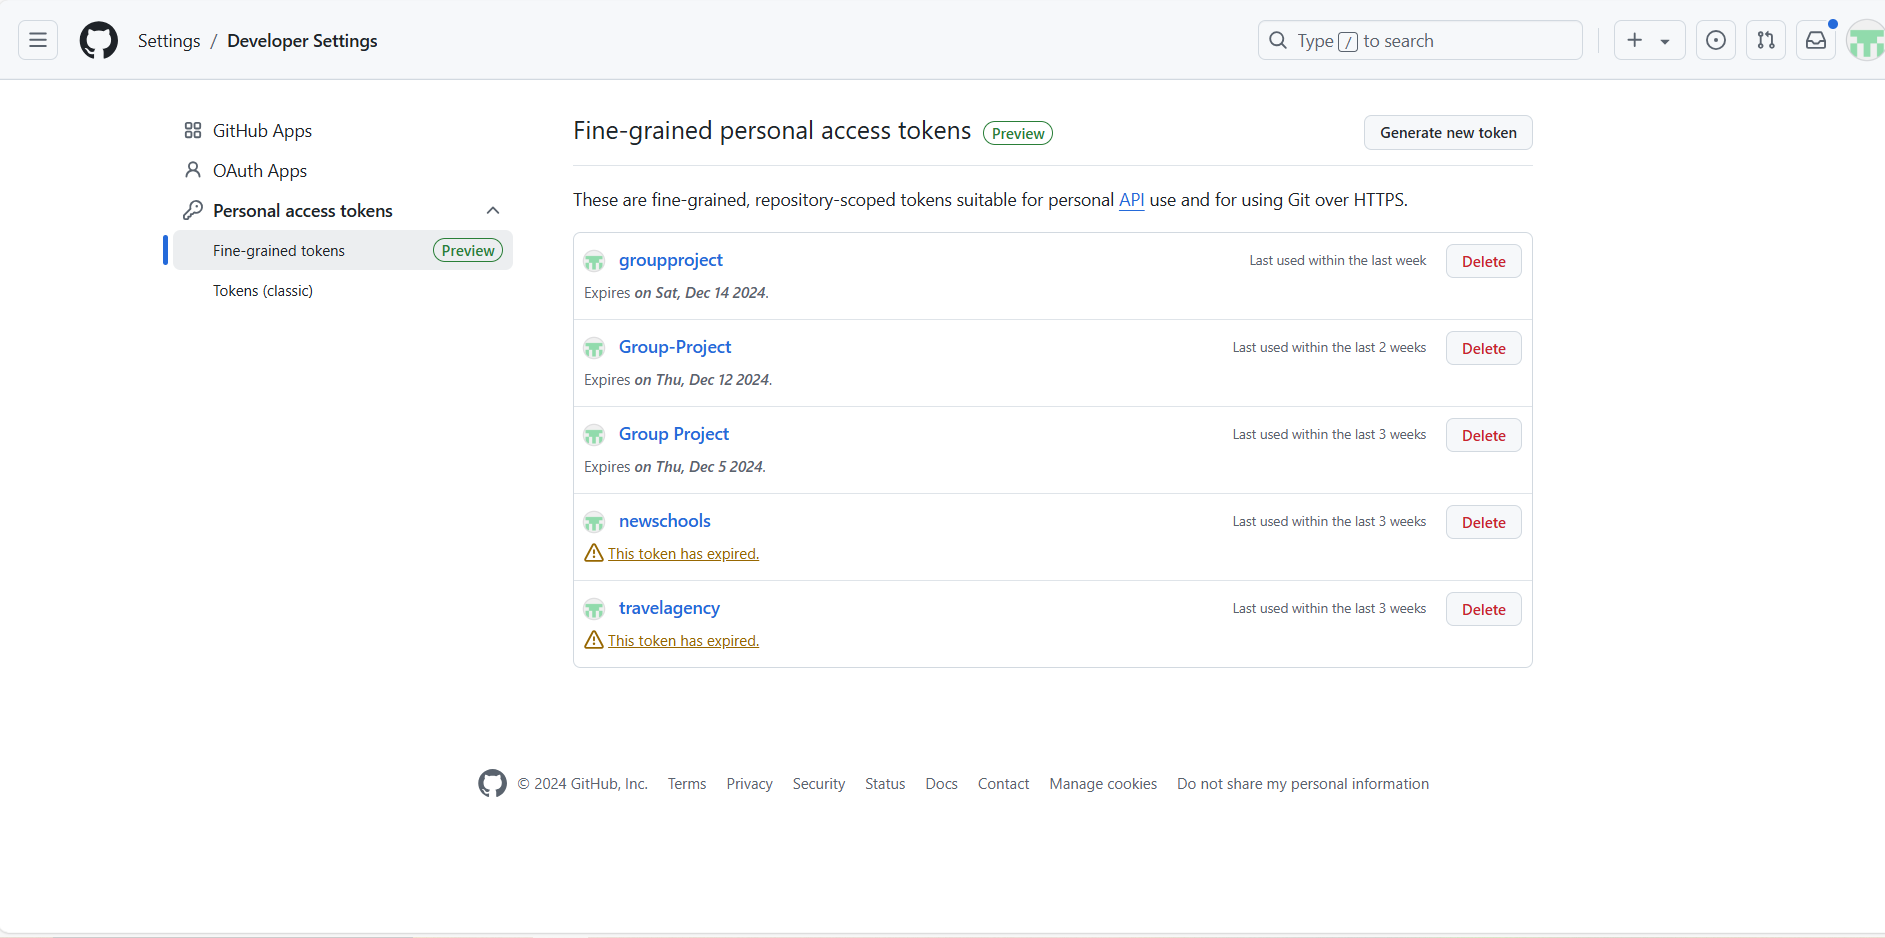 Settings / Developer Settings
Type / to search
GitHub Apps
OAuth Apps
Personal access tokens
Fine-grained tokens Preview
Tokens (classic)
Fine-grained personal access tokens Preview
Generate new token
These are fine-grained, repository-scoped tokens suitable for personal API use and for using Git over HTTPS.
groupproject Last used within the last week Delete
Expires on Sat, Dec 14 2024.
Group-Project Last used within the last 2 weeks Delete
Expires on Thu, Dec 12 2024.
Group Project Last used within the last 3 weeks Delete
Expires on Thu, Dec 5 2024.
newschools Last used within the last 3 weeks Delete
This token has expired.
travelagency Last used within the last 3 weeks Delete
This token has expired.
© 2024 GitHub, Inc. Terms Privacy Security Status Docs Contact Manage cookies Do not share my personal information